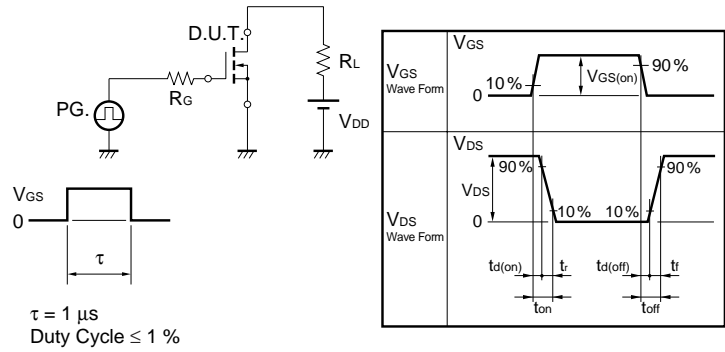 D.U.T.
RL
RG
PG.
VDD
VGS
0
τ
τ = 1 μs
Duty Cycle ≤ 1 %
VGS
Wave Form
VGS
10 %
90 %
VGS(on)
0
VDS
Wave Form
VDS
90 %
90 %
VDS
10 %
10 %
0
td(on)
tr
td(off)
tf
ton
toff